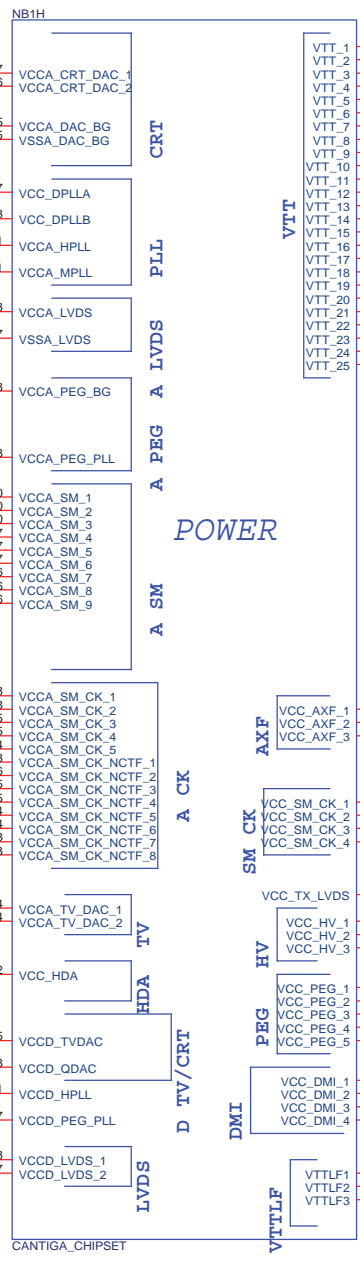 NB1H
VCCA_CRT_DAC_1
VCCA_CRT_DAC_2
VCCA_DAC_BG
VSSA_DAC_BG
CRT
VCC_DPLLA
VCC_DPLLB
VCCA_HPLL
VCCA_MPLL
PLL
VCCA_LVDS
VSSA_LVDS
A LVDS
VCCA_PEG_BG
VCCA_PEG_PLL
A PEG
VCCA_SM_1
VCCA_SM_2
VCCA_SM_3
VCCA_SM_4
VCCA_SM_5
VCCA_SM_6
VCCA_SM_7
VCCA_SM_8
VCCA_SM_9
A SM
VCCA_SM_CK_1
VCCA_SM_CK_2
VCCA_SM_CK_3
VCCA_SM_CK_4
VCCA_SM_CK_5
VCCA_SM_CK_NCTF_1
VCCA_SM_CK_NCTF_2
VCCA_SM_CK_NCTF_3
VCCA_SM_CK_NCTF_4
VCCA_SM_CK_NCTF_5
VCCA_SM_CK_NCTF_6
VCCA_SM_CK_NCTF_7
VCCA_SM_CK_NCTF_8
A CK
VCCA_TV_DAC_1
VCCA_TV_DAC_2
TV
VCC_HDA
HDA
VCCD_TVDAC
VCCD_QDAC
VCCD_HPLL
VCCD_PEG_PLL
D TV/CRT
VCCD_LVDS_1
VCCD_LVDS_2
LVDS
POWER
VTT_1
VTT_2
VTT_3
VTT_4
VTT_5
VTT_6
VTT_7
VTT_8
VTT_9
VTT_10
VTT_11
VTT_12
VTT_13
VTT_14
VTT_15
VTT_16
VTT_17
VTT_18
VTT_19
VTT_20
VTT_21
VTT_22
VTT_23
VTT_24
VTT_25
VTT
VCC_AXF_1
VCC_AXF_2
VCC_AXF_3
AXF
VCC_SM_CK_1
VCC_SM_CK_2
VCC_SM_CK_3
VCC_SM_CK_4
SM CK
VCC_TX_LVDS
VCC_HV_1
VCC_HV_2
VCC_HV_3
HV
VCC_PEG_1
VCC_PEG_2
VCC_PEG_3
VCC_PEG_4
VCC_PEG_5
PEG
VCC_DMI_1
VCC_DMI_2
VCC_DMI_3
VCC_DMI_4
DMI
VTTLF1
VTTLF2
VTTLF3
VTTLF
CANTIGA_CHIPSET